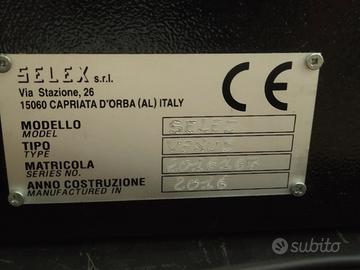 SELEX s.r.l.
Via Stazione, 26
15060 CAPRIATA D'ORBA (AL) ITALY
CE
MODELLO
MODEL
TIPO
TYPE
MATRICOLA
SERIES NO.
ANNO COSTRUZIONE 2016
MANUFACTURED IN
subito